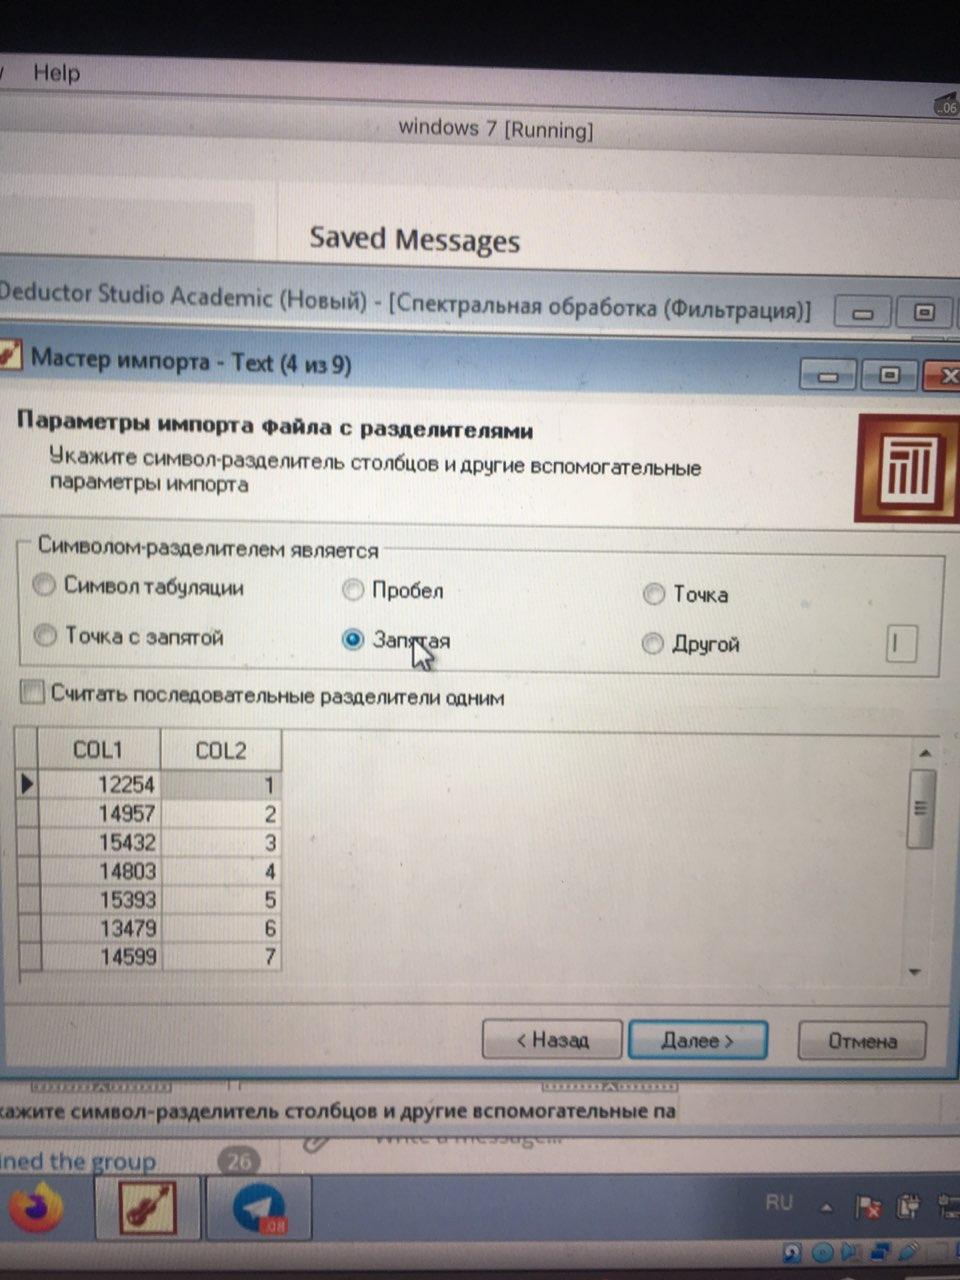 Help
.06
windows 7 [Running]
Saved Messages
Deductor Studio Academic (Новый) - [Спектральная обработка (Фильтрация)]
Мастер импорта - Text (4 из 9)
Параметры импорта файла с разделителями
Укажите символ-разделитель столбцов и другие вспомогательные
параметры импорта
Символом-разделителем является
Символ табуляции Пробел Точка
Точка с запятой Запятая Другой |
Считать последовательные разделители одним
COL1 COL2
12254 1
14957 2
15432 3
14803 4
15393 5
13479 6
14599 7
< Назад Далее > Отмена
кажите символ-разделитель столбцов и другие вспомогательные па
Write a message...
ined the group 26
.08
RU